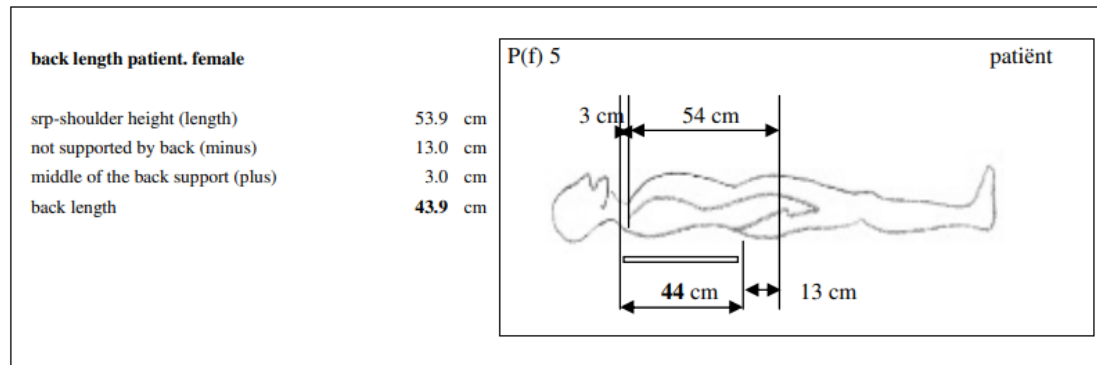 back length patient. female
srp-shoulder height (length) 53.9 cm
not supported by back (minus) 13.0 cm
middle of the back support (plus) 3.0 cm
back length 43.9 cm
P(f) 5 patiënt
3 cm 54 cm
44 cm 13 cm